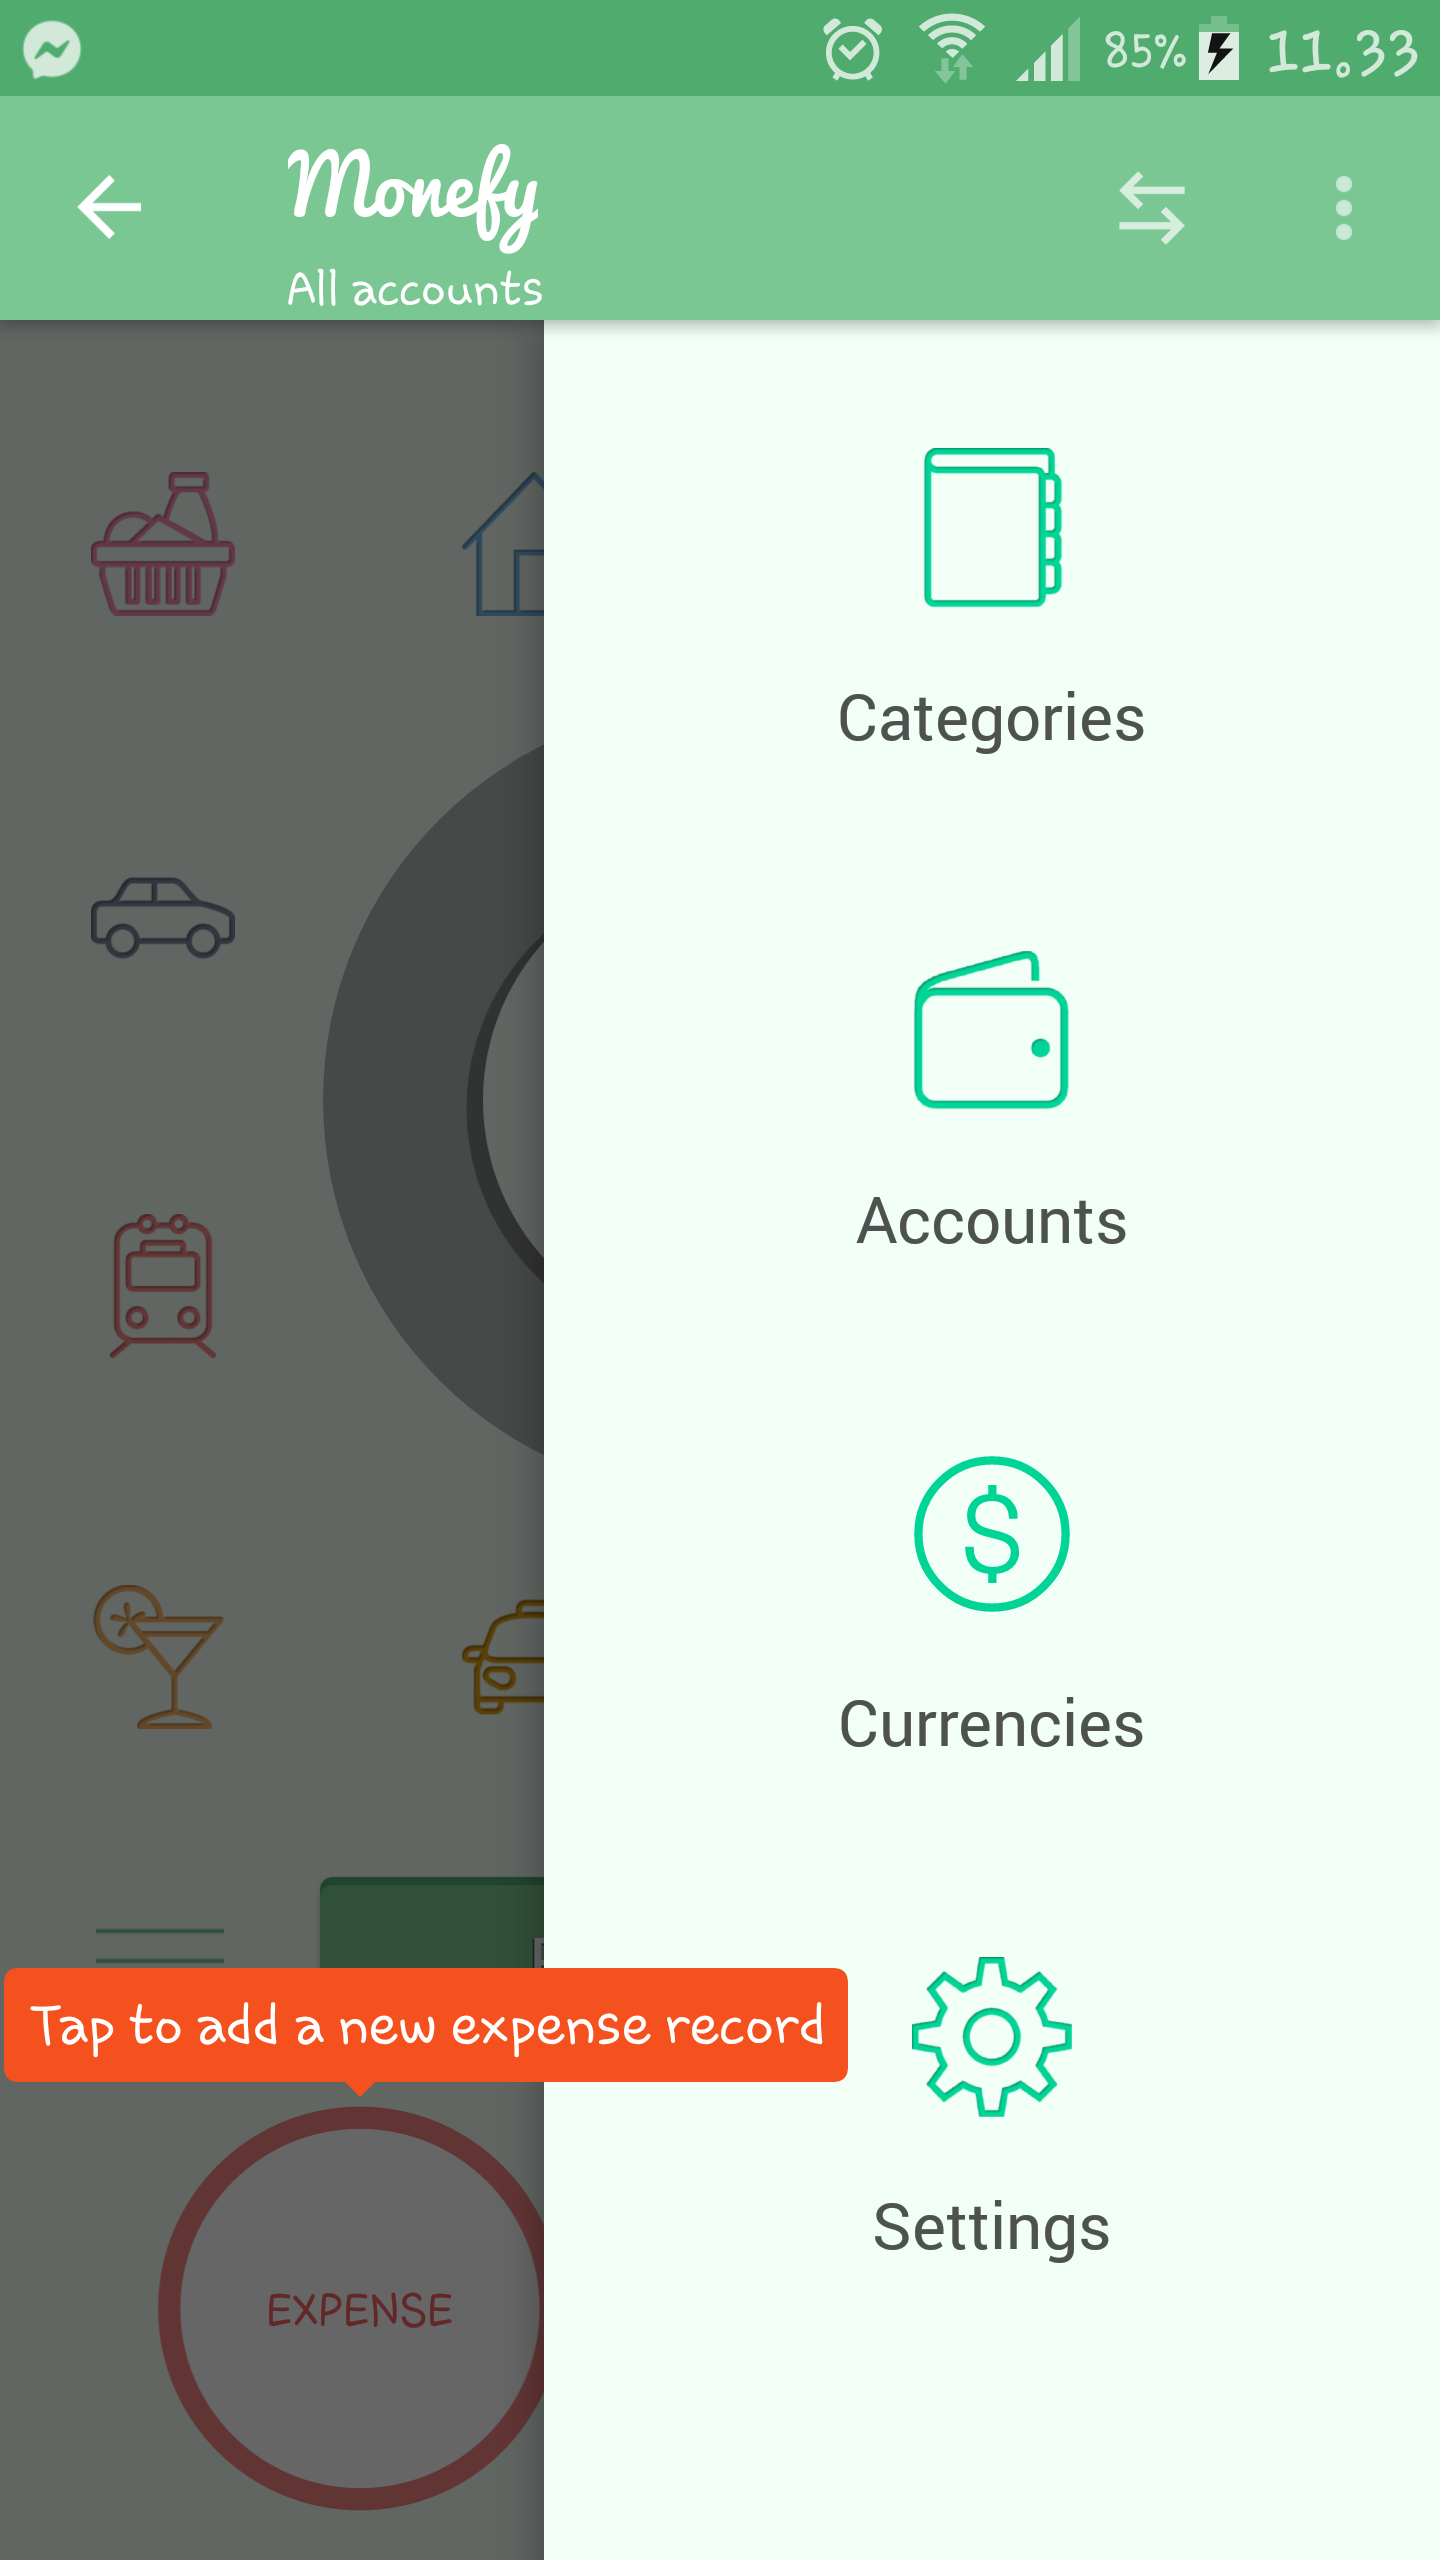 85% 11.33
Monefy
All accounts
Categories
Accounts
Currencies
Tap to add a new expense record
Settings
EXPENSE